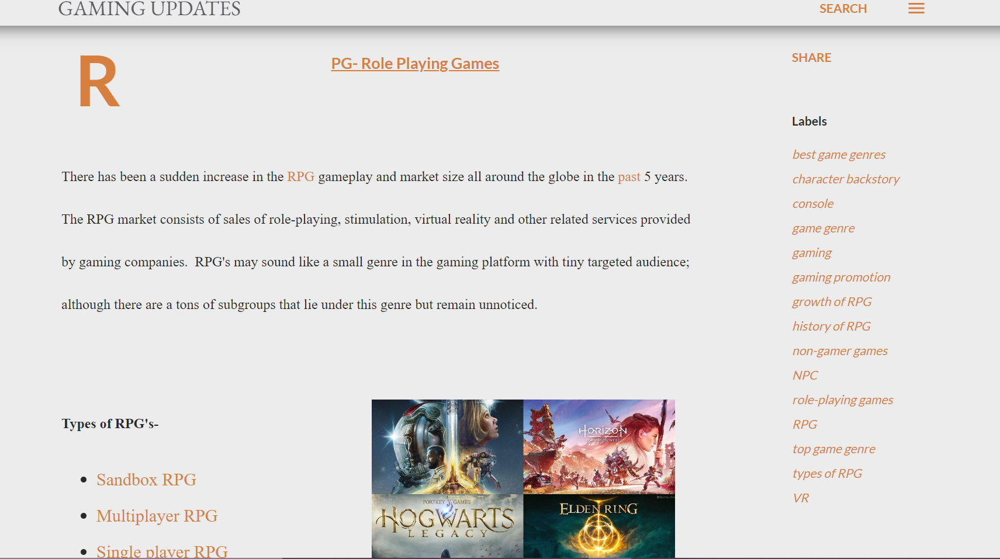 GAMING UPDATES
SEARCH
RPG- Role Playing Games
There has been a sudden increase in the RPG gameplay and market size all around the globe in the past 5 years.
The RPG market consists of sales of role-playing, stimulation, virtual reality and other related services provided
by gaming companies.  RPG's may sound like a small genre in the gaming platform with tiny targeted audience;
although there are a tons of subgroups that lie under this genre but remain unnoticed.
Types of RPG's-
Sandbox RPG
Multiplayer RPG
Single player RPG
HORIZON
FORBIDDEN WEST
PORTKEY GAMES
HOGWARTS
LEGACY
ELDEN RING
SHARE
Labels
best game genres
character backstory
console
game genre
gaming
gaming promotion
growth of RPG
history of RPG
non-gamer games
NPC
role-playing games
RPG
top game genre
types of RPG
VR